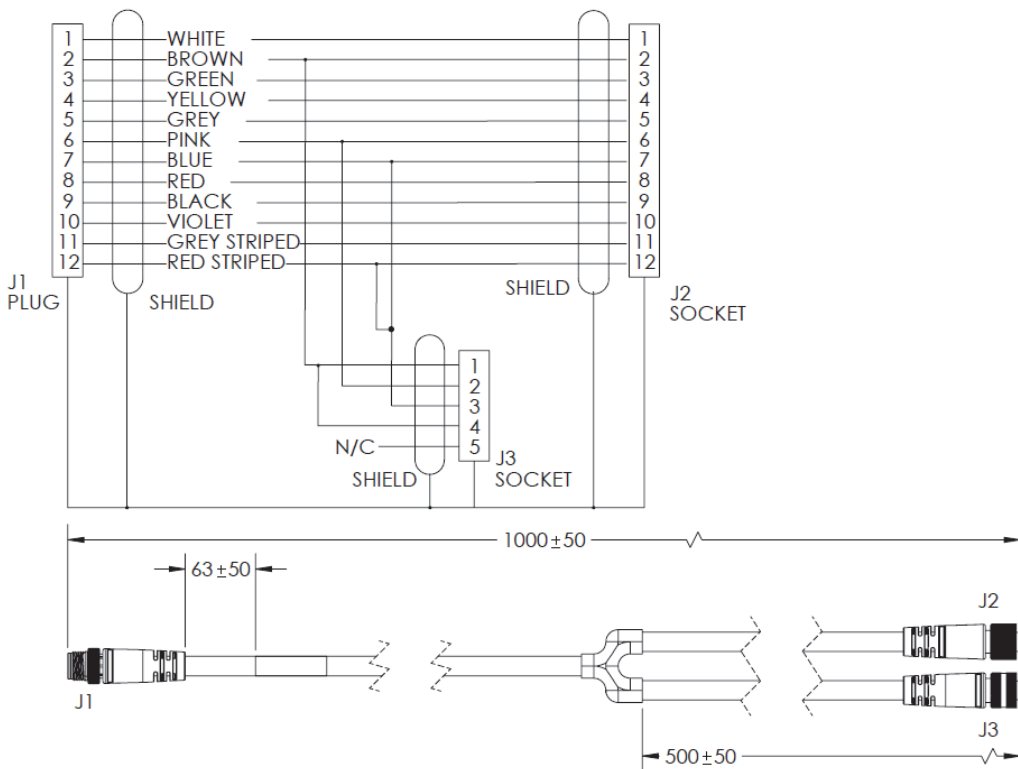 1 WHITE 1
2 BROWN 2
3 GREEN 3
4 YELLOW 4
5 GREY 5
6 PINK 6
7 BLUE 7
8 RED 8
9 BLACK 9
10 VIOLET 10
11 GREY STRIPED 11
12 RED STRIPED 12
J1
PLUG
SHIELD
SHIELD
J2
SOCKET
1
2
3
4
N/C 5
J3
SOCKET
SHIELD
1000±50
63±50
J2
J1
J3
500±50